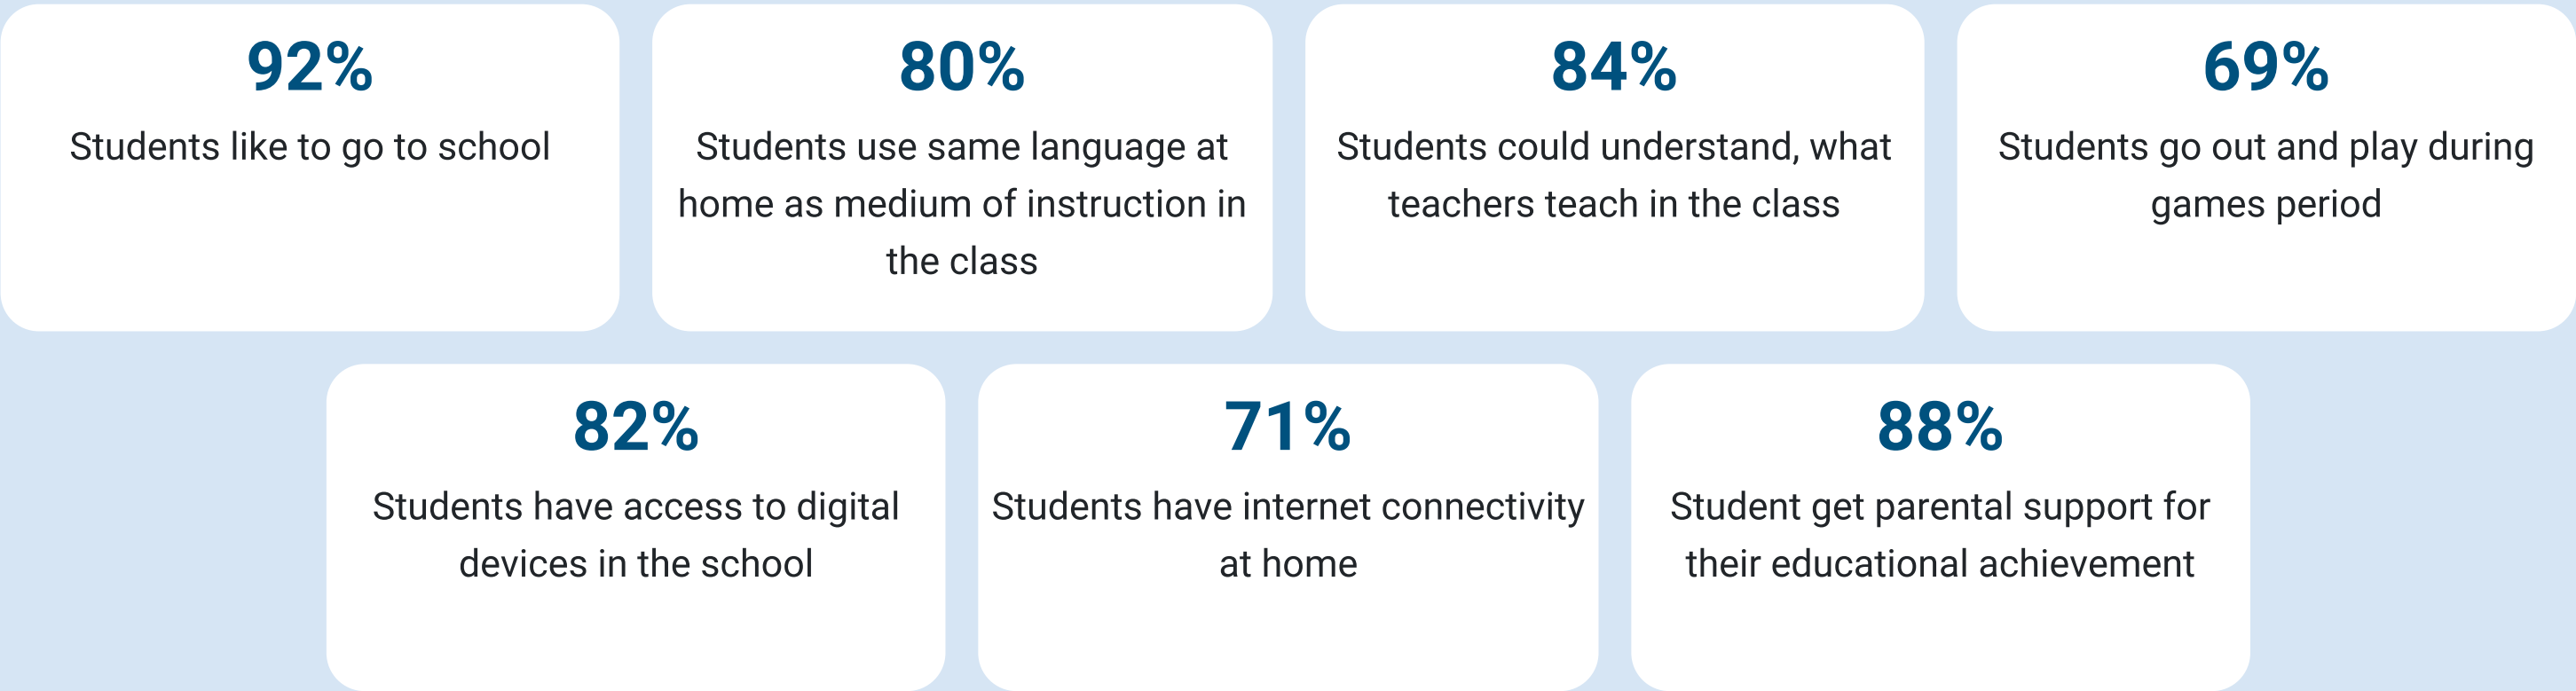 92%
Students like to go to school
80%
Students use same language at
home as medium of instruction in
the class
84%
Students could understand, what
teachers teach in the class
69%
Students go out and play during
games period
82%
Students have access to digital
devices in the school
71%
Students have internet connectivity
at home
88%
Student get parental support for
their educational achievement